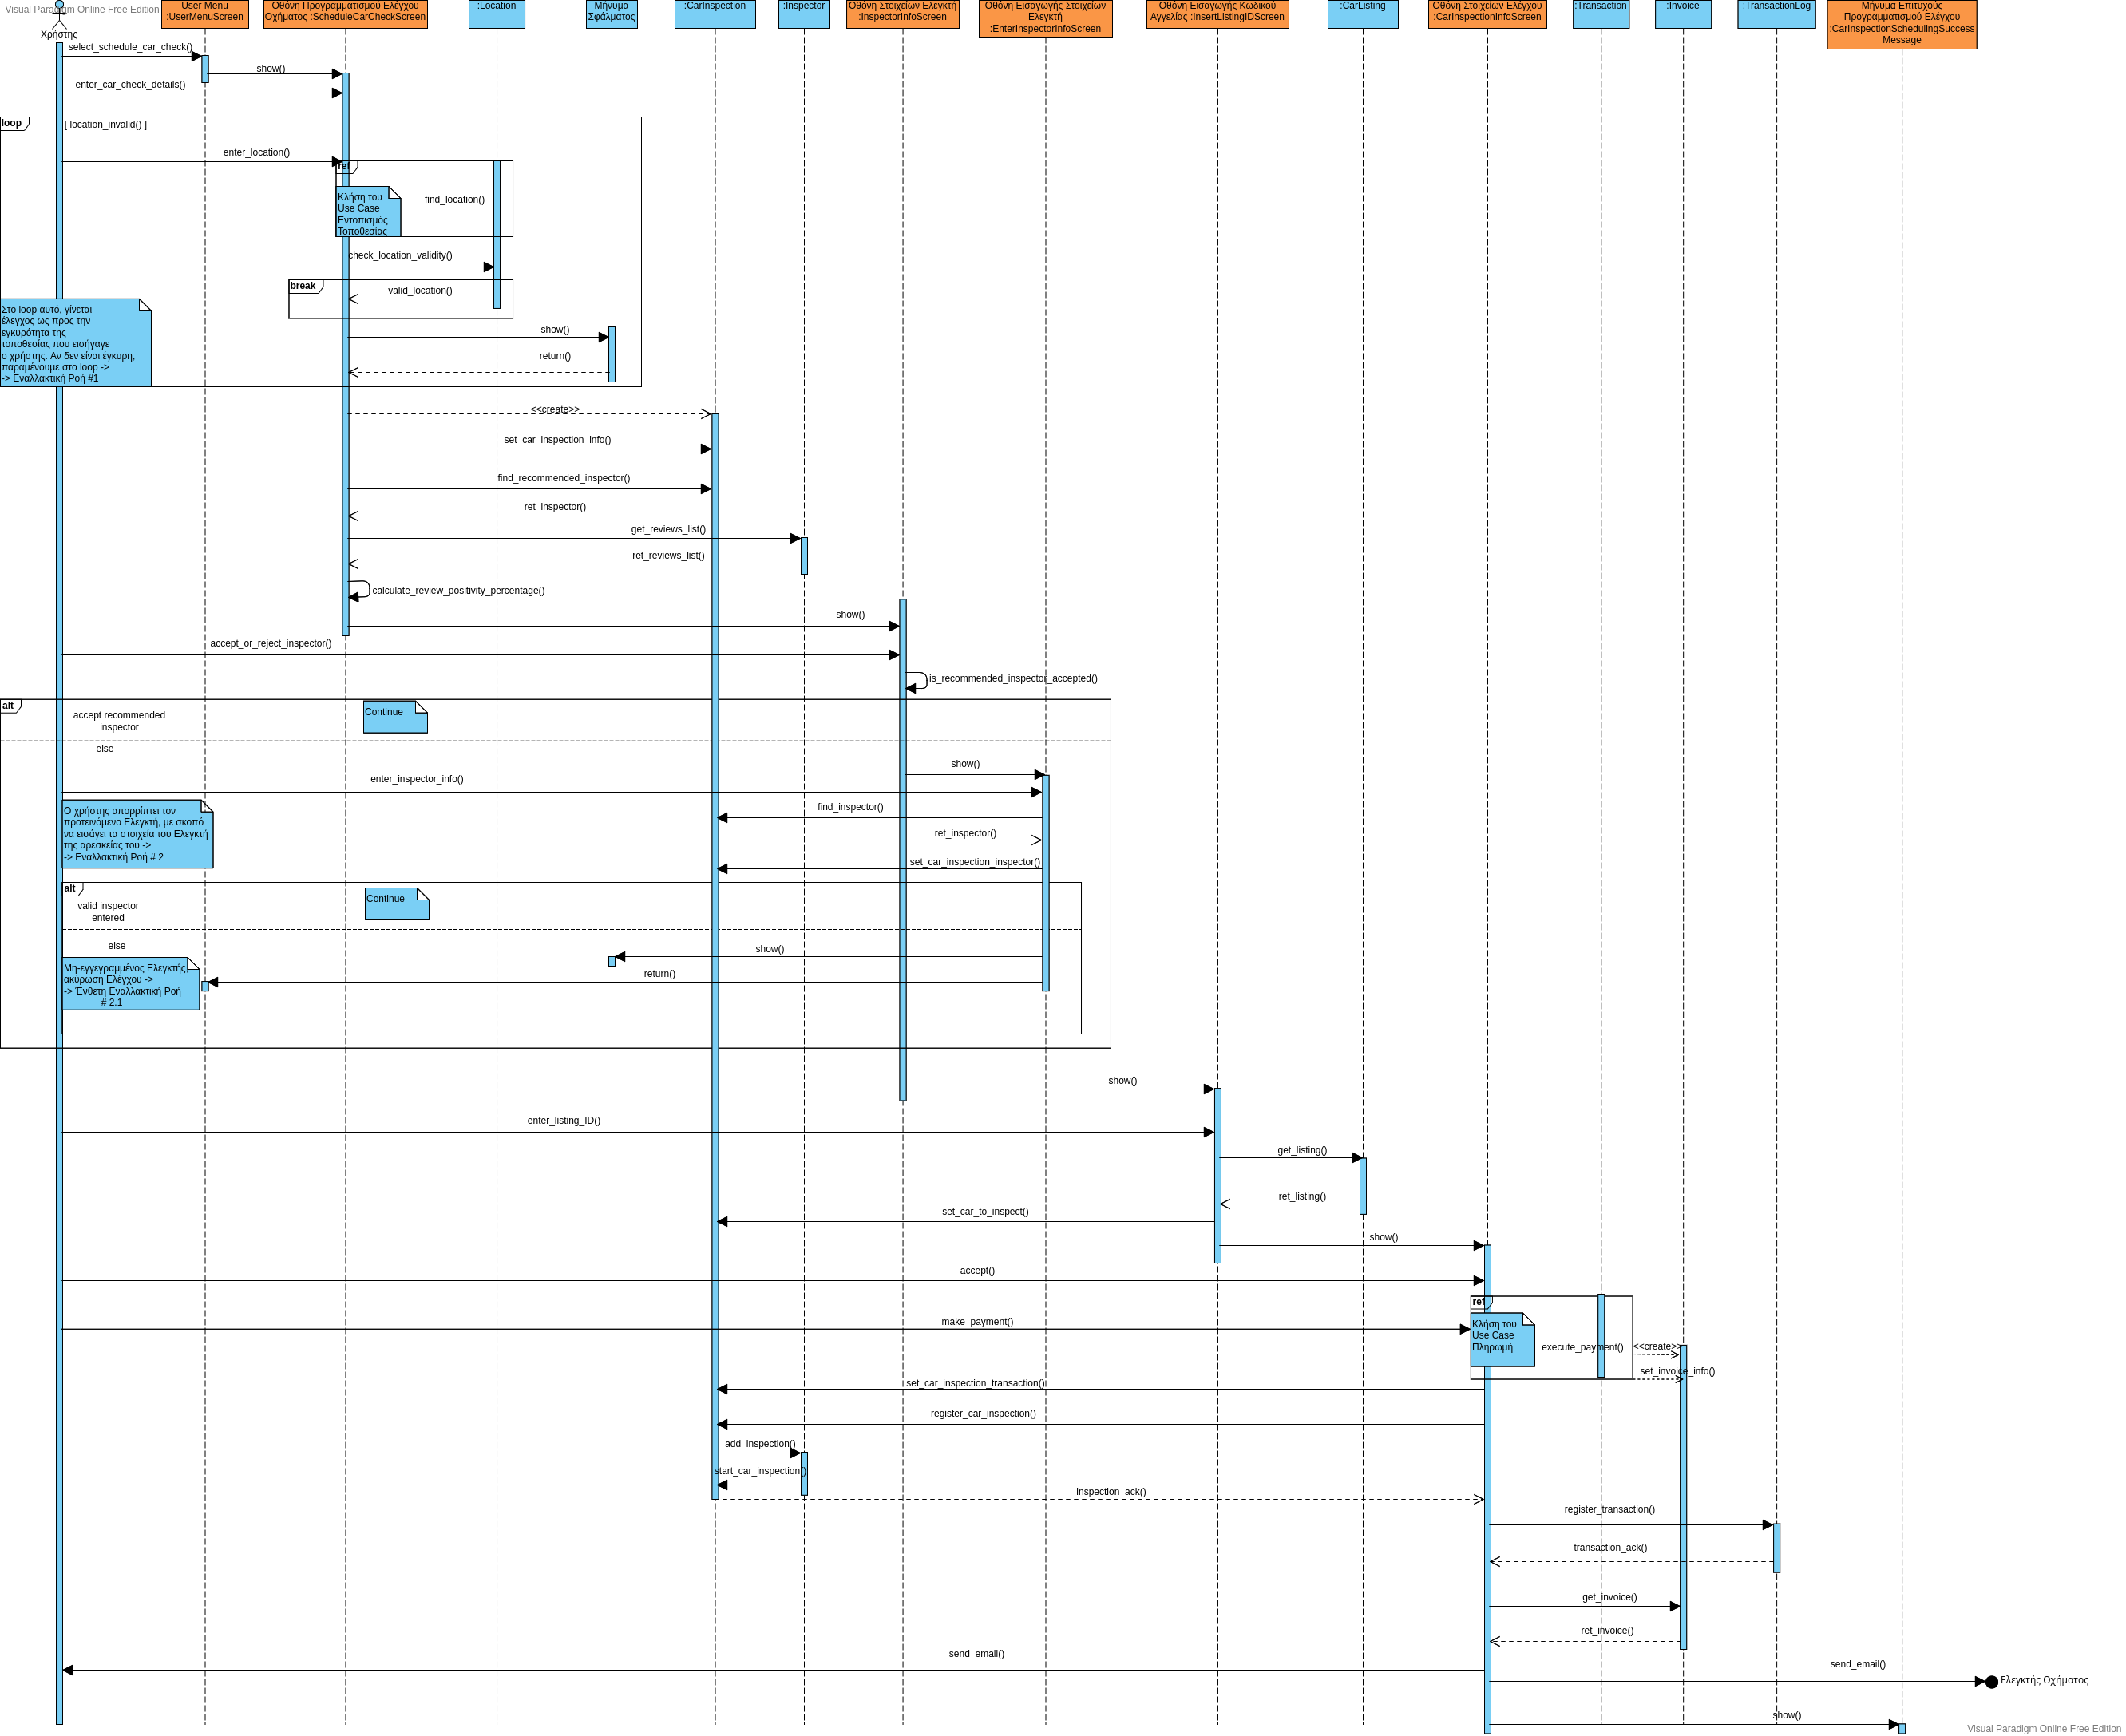 Visual Paradigm Online Free Edition
Χρήστης
User Menu
:UserMenuScreen
Οθόνη Προγραμματισμού Ελέγχου
Οχήματος :ScheduleCarCheckScreen
:Location
Μήνυμα
Σφάλματος
:CarInspection
:Inspector
Οθόνη Στοιχείων Ελεγκτή
:InspectorInfoScreen
Οθόνη Εισαγωγής Στοιχείων
Ελεγκτή
:EnterInspectorInfoScreen
Οθόνη Εισαγωγής Κωδικού
Αγγελίας :InsertListingIDScreen
:CarListing
Οθόνη Στοιχείων Ελέγχου
:CarInspectionInfoScreen
:Transaction
:Invoice
:TransactionLog
Μήνυμα Επιτυχούς
Προγραμματισμού Ελέγχου
:CarInspectionSchedulingSuccess
Message
select_schedule_car_check()
show()
enter_car_check_details()
loop
[ location_invalid() ]
enter_location()
ref
Κλήση του
Use Case
Εντοπισμός
Τοποθεσίας
find_location()
check_location_validity()
break
valid_location()
Στο loop αυτό, γίνεται
έλεγχος ως προς την
εγκυρότητα της
τοποθεσίας που εισήγαγε
ο χρήστης. Αν δεν είναι έγκυρη,
παραμένουμε στο loop ->
-> Εναλλακτική Ροή #1
show()
return()
<<create>>
set_car_inspection_info()
find_recommended_inspector()
ret_inspector()
get_reviews_list()
ret_reviews_list()
calculate_review_positivity_percentage()
show()
accept_or_reject_inspector()
is_recommended_inspector_accepted()
alt
accept recommended
inspector
Continue
else
show()
enter_inspector_info()
Ο χρήστης απορρίπτει τον
προτεινόμενο Ελεγκτή, με σκοπό
να εισάγει τα στοιχεία του Ελεγκτή
της αρεσκείας του ->
-> Εναλλακτική Ροή # 2
find_inspector()
ret_inspector()
set_car_inspection_inspector()
alt
valid inspector
entered
Continue
else
show()
Μη-εγγεγραμμένος Ελεγκτής,
ακύρωση Ελέγχου ->
-> Ένθετη Εναλλακτική Ροή
# 2.1
return()
show()
enter_listing_ID()
get_listing()
ret_listing()
set_car_to_inspect()
show()
accept()
ref
make_payment()
Κλήση του
Use Case
Πληρωμή
execute_payment()
<<create>>
set_invoice_info()
set_car_inspection_transaction()
register_car_inspection()
add_inspection()
start_car_inspection()
inspection_ack()
register_transaction()
transaction_ack()
get_invoice()
ret_invoice()
send_email()
send_email()
Ελεγκτής Οχήματος
show()
Visual Paradigm Online Free Edition